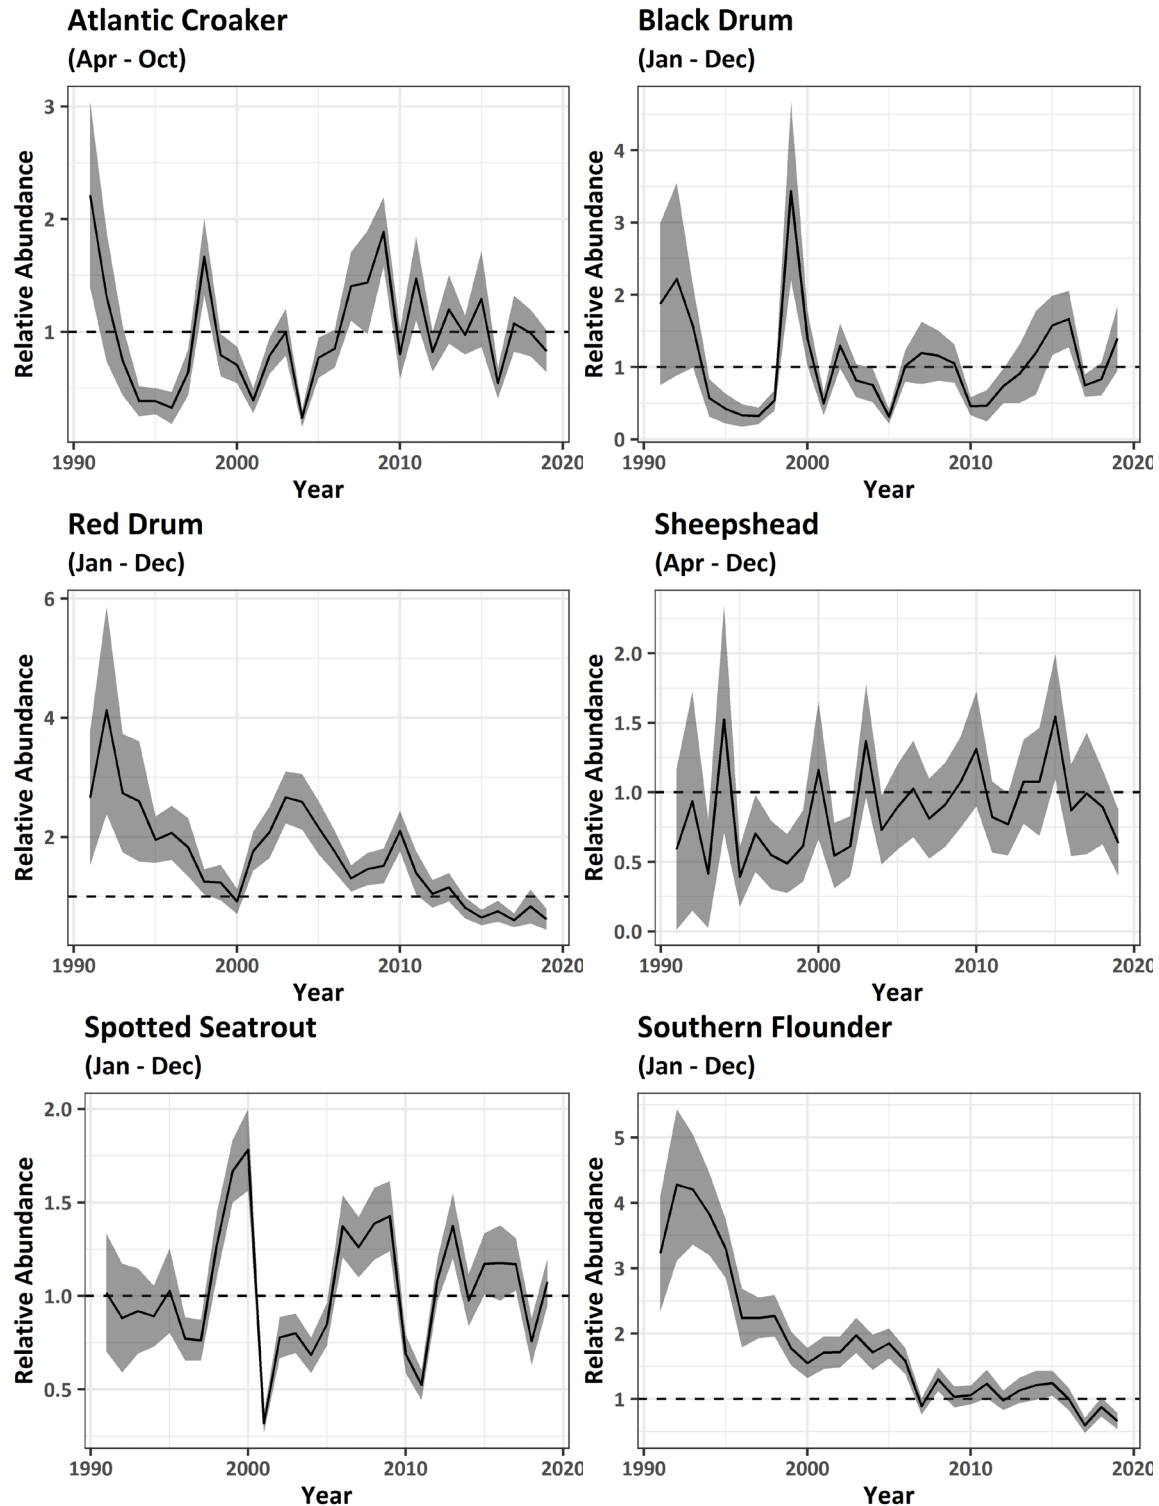 Atlantic Croaker
(Apr - Oct)
Relative Abundance
3
2
1
1990
2000
2010
2020
Year
Black Drum
(Jan - Dec)
Relative Abundance
4
3
2
1
0
1990
2000
2010
2020
Year
Red Drum
(Jan - Dec)
Relative Abundance
6
4
2
1990
2000
2010
2020
Year
Sheepshead
(Apr - Dec)
Relative Abundance
2.0
1.5
1.0
0.5
0.0
1990
2000
2010
2020
Year
Spotted Seatrout
(Jan - Dec)
Relative Abundance
2.0
1.5
1.0
0.5
1990
2000
2010
2020
Year
Southern Flounder
(Jan - Dec)
Relative Abundance
5
4
3
2
1
1990
2000
2010
2020
Year